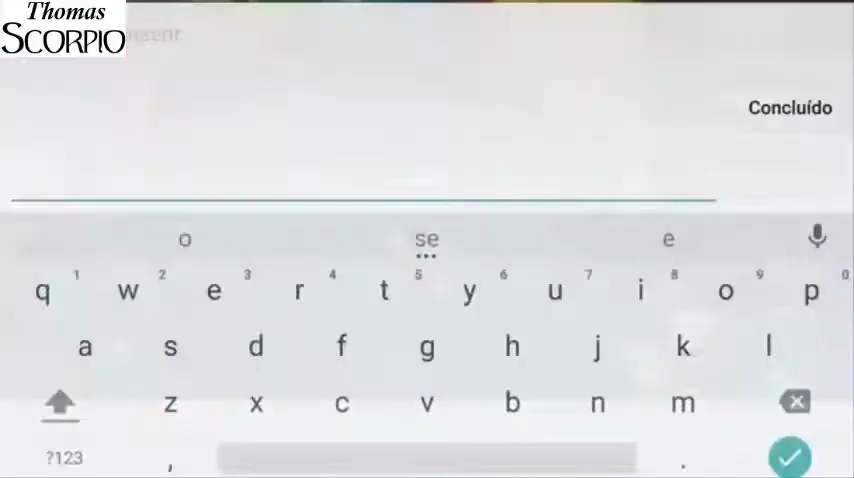 Thomas
SCORPIO
Concluído
o se e
q 1 w 2 e 3 r 4 t 5 y 6 u 7 i 8 o 9 p 0
a s d f g h j k l
z x c v b n m
?123 , .